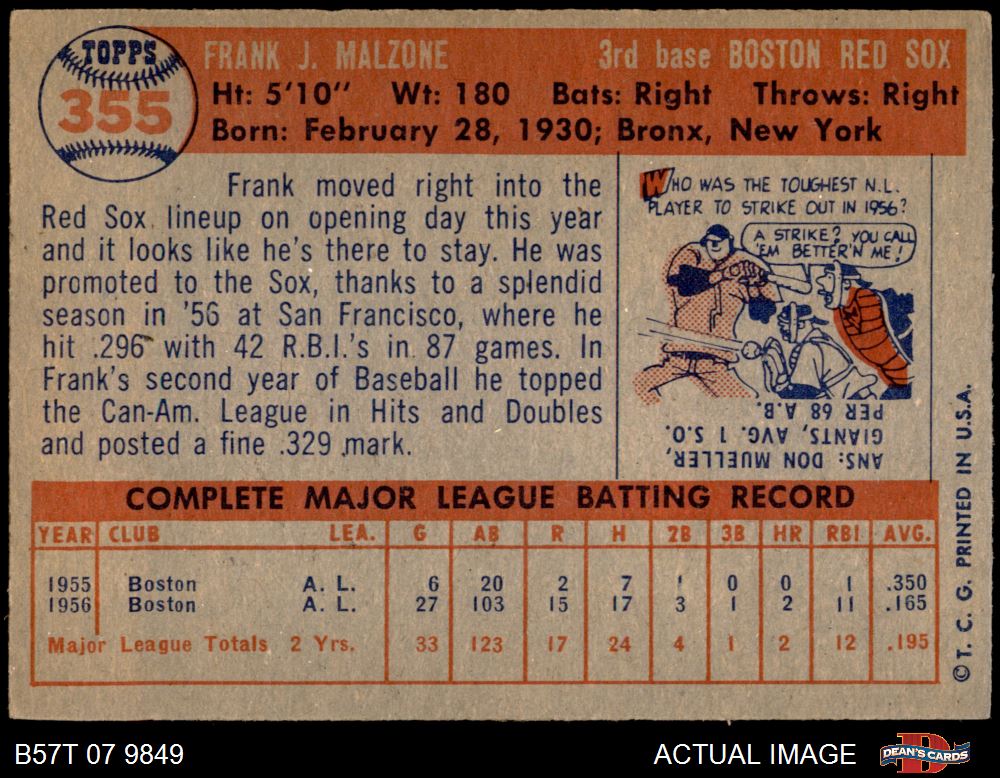 TOPPS
355
FRANK J. MALZONE 3rd base BOSTON RED SOX
Ht: 5'10" Wt: 180 Bats: Right Throws: Right
Born: February 28, 1930; Bronx, New York
Frank moved right into the
Red Sox lineup on opening day this year
and it looks like he's there to stay. He was
promoted to the Sox, thanks to a splendid
season in '56 at San Francisco, where he
hit .296 with 42 R.B.I.'s in 87 games. In
Frank's second year of Baseball he topped
the Can-Am. League in Hits and Doubles
and posted a fine .329 mark.
WHO WAS THE TOUGHEST N.L.
PLAYER TO STRIKE OUT IN 1956?
A STRIKE? YOU CALL
'EM BETTER'N ME!
ANS: DON MUELLER,
GIANTS, AVG. 1 S.O.
PER 68 A.B.
COMPLETE MAJOR LEAGUE BATTING RECORD
YEAR CLUB LEA. G AB R H 2B 3B HR RBI AVG.
1955 Boston A. L. 6 20 2 7 1 0 0 1 .350
1956 Boston A. L. 27 103 15 17 3 1 2 11 .165
Major League Totals 2 Yrs. 33 123 17 24 4 1 2 12 .195
© T. C. G. PRINTED IN U.S.A.
B57T 07 9849 ACTUAL IMAGE DEAN'S CARDS